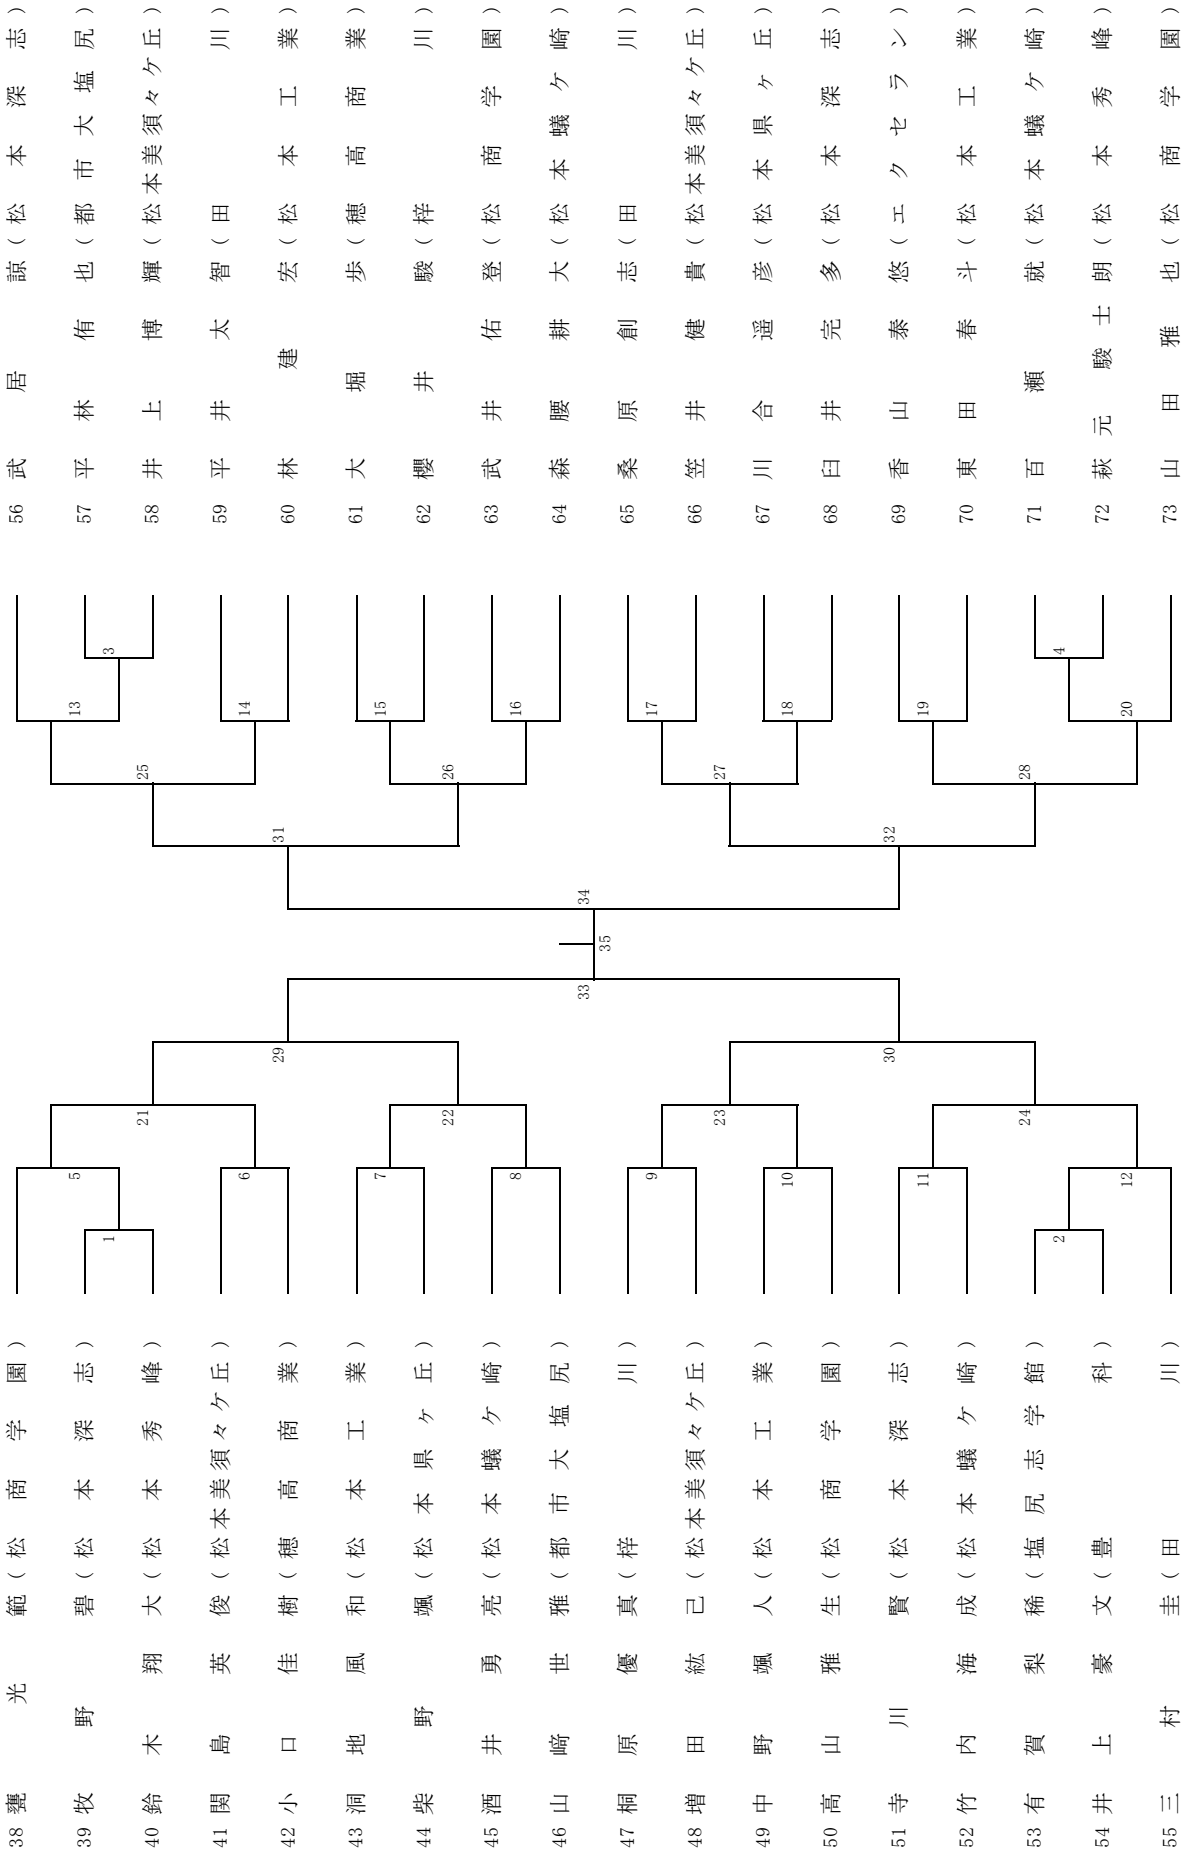 38 甕光範（松商学園）
39 牧野碧（松本深志）
40 鈴木翔大（松本秀峰）
41 関島英俊（松本美須々ケ丘）
42 小口佳樹（穂高商業）
43 洞地風和（松本工業）
44 柴野颯（松本県ヶ丘）
45 酒井勇亮（松本蟻ケ崎）
46 山﨑世雅（都市大塩尻）
47 桐原優真（梓川）
48 増田紘己（松本美須々ケ丘）
49 中野颯人（松本工業）
50 高山雅生（松商学園）
51 寺川賢（松本深志）
52 竹内海成（松本蟻ケ崎）
53 有賀梨稀（塩尻志学館）
54 井上豪文（豊科）
55 三村圭（田川）
1
2
5
6
7
8
9
10
11
12
21
22
23
24
29
30
33
35
34
31
32
25
26
27
28
13
14
15
16
17
18
19
20
3
4
56 武居諒（松本深志）
57 平林侑也（都市大塩尻）
58 井上博輝（松本美須々ケ丘）
59 平井太智（田川）
60 林建宏（松本工業）
61 大堀歩（穂高商業）
62 櫻井駿（梓川）
63 武井佑登（松商学園）
64 森腰耕大（松本蟻ケ崎）
65 桑原創志（田川）
66 笠井健貴（松本美須々ケ丘）
67 川合遥彦（松本県ヶ丘）
68 臼井完多（松本深志）
69 香山泰悠（エクセラン）
70 東田春斗（松本工業）
71 百瀬就（松本蟻ケ崎）
72 萩元駿士朗（松本秀峰）
73 山田雅也（松商学園）